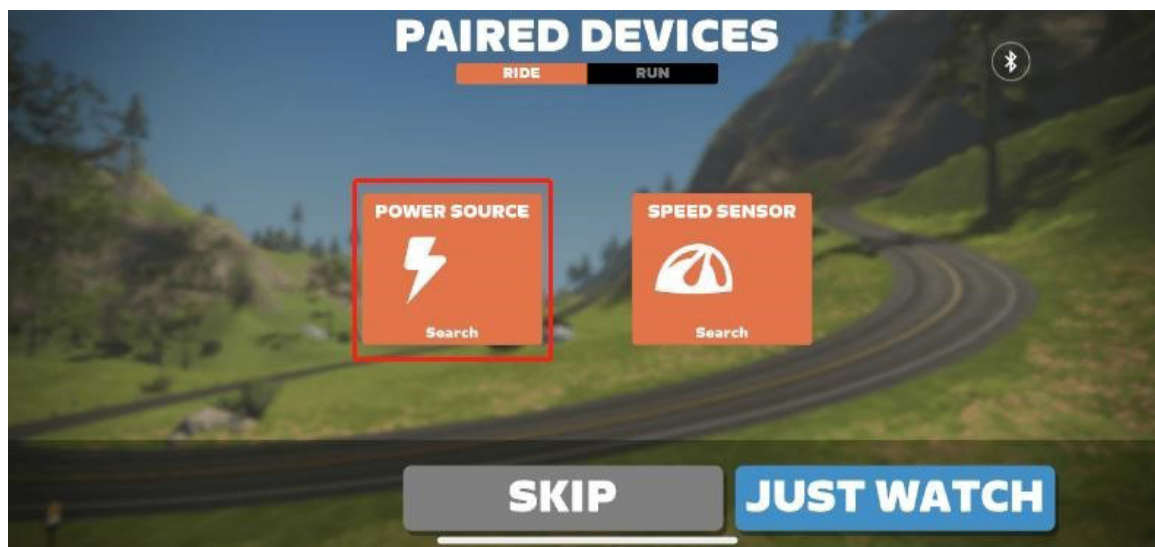 PAIRED DEVICES
RIDE RUN
POWER SOURCE
Search
SPEED SENSOR
Search
SKIP
JUST WATCH